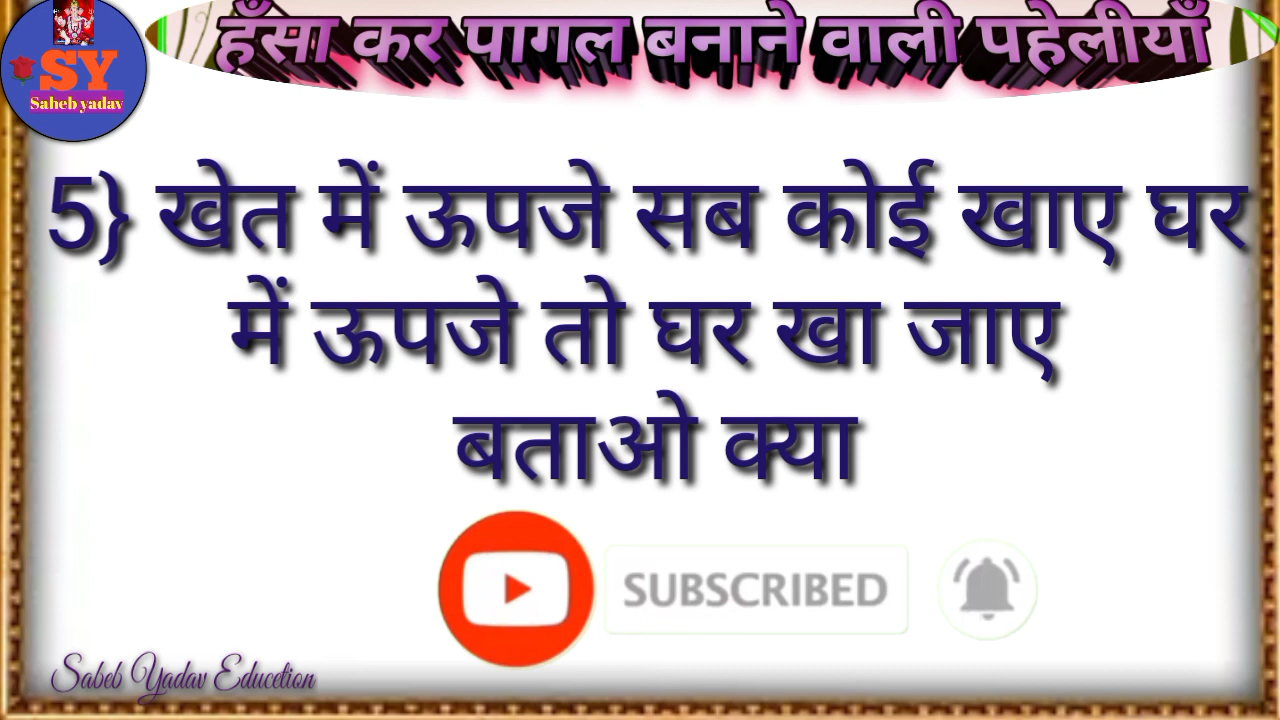 हँसा कर पागल बनाने वाली पहेलीयाँ
SY
Saheb yadav
5} खेत में ऊपजे सब कोई खाए घर
में ऊपजे तो घर खा जाए
बताओ क्या
SUBSCRIBED
Sabeb Yadav Educetion